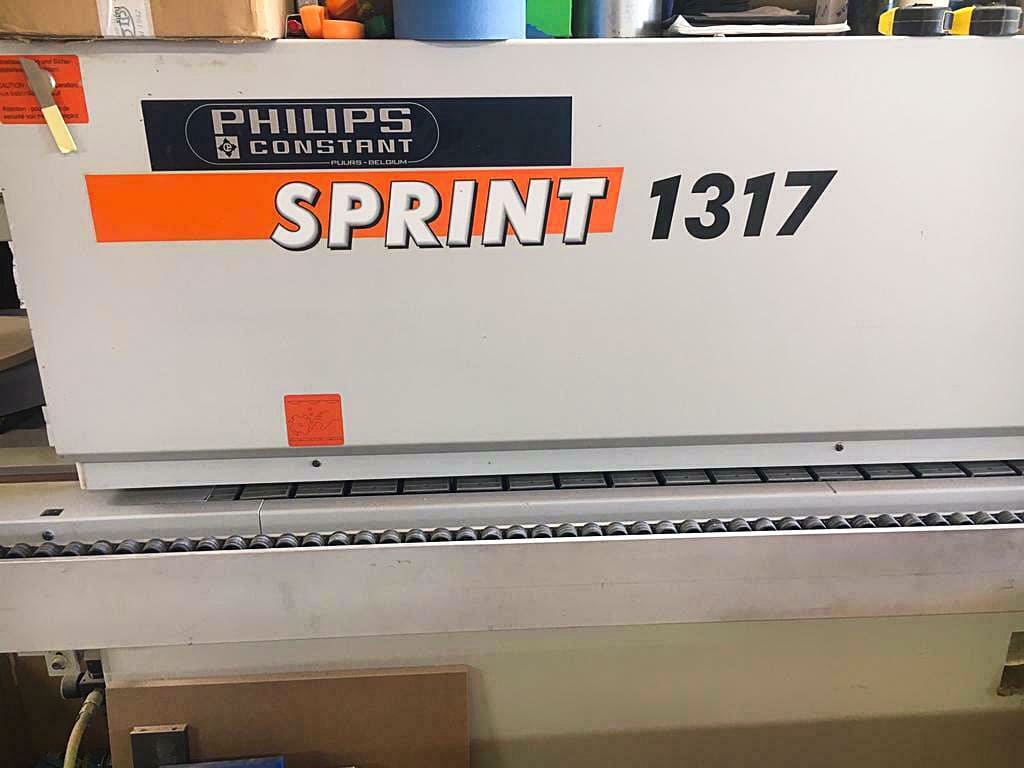 PHILIPS
CONSTANT
PUURS - BELGIUM
SPRINT 1317